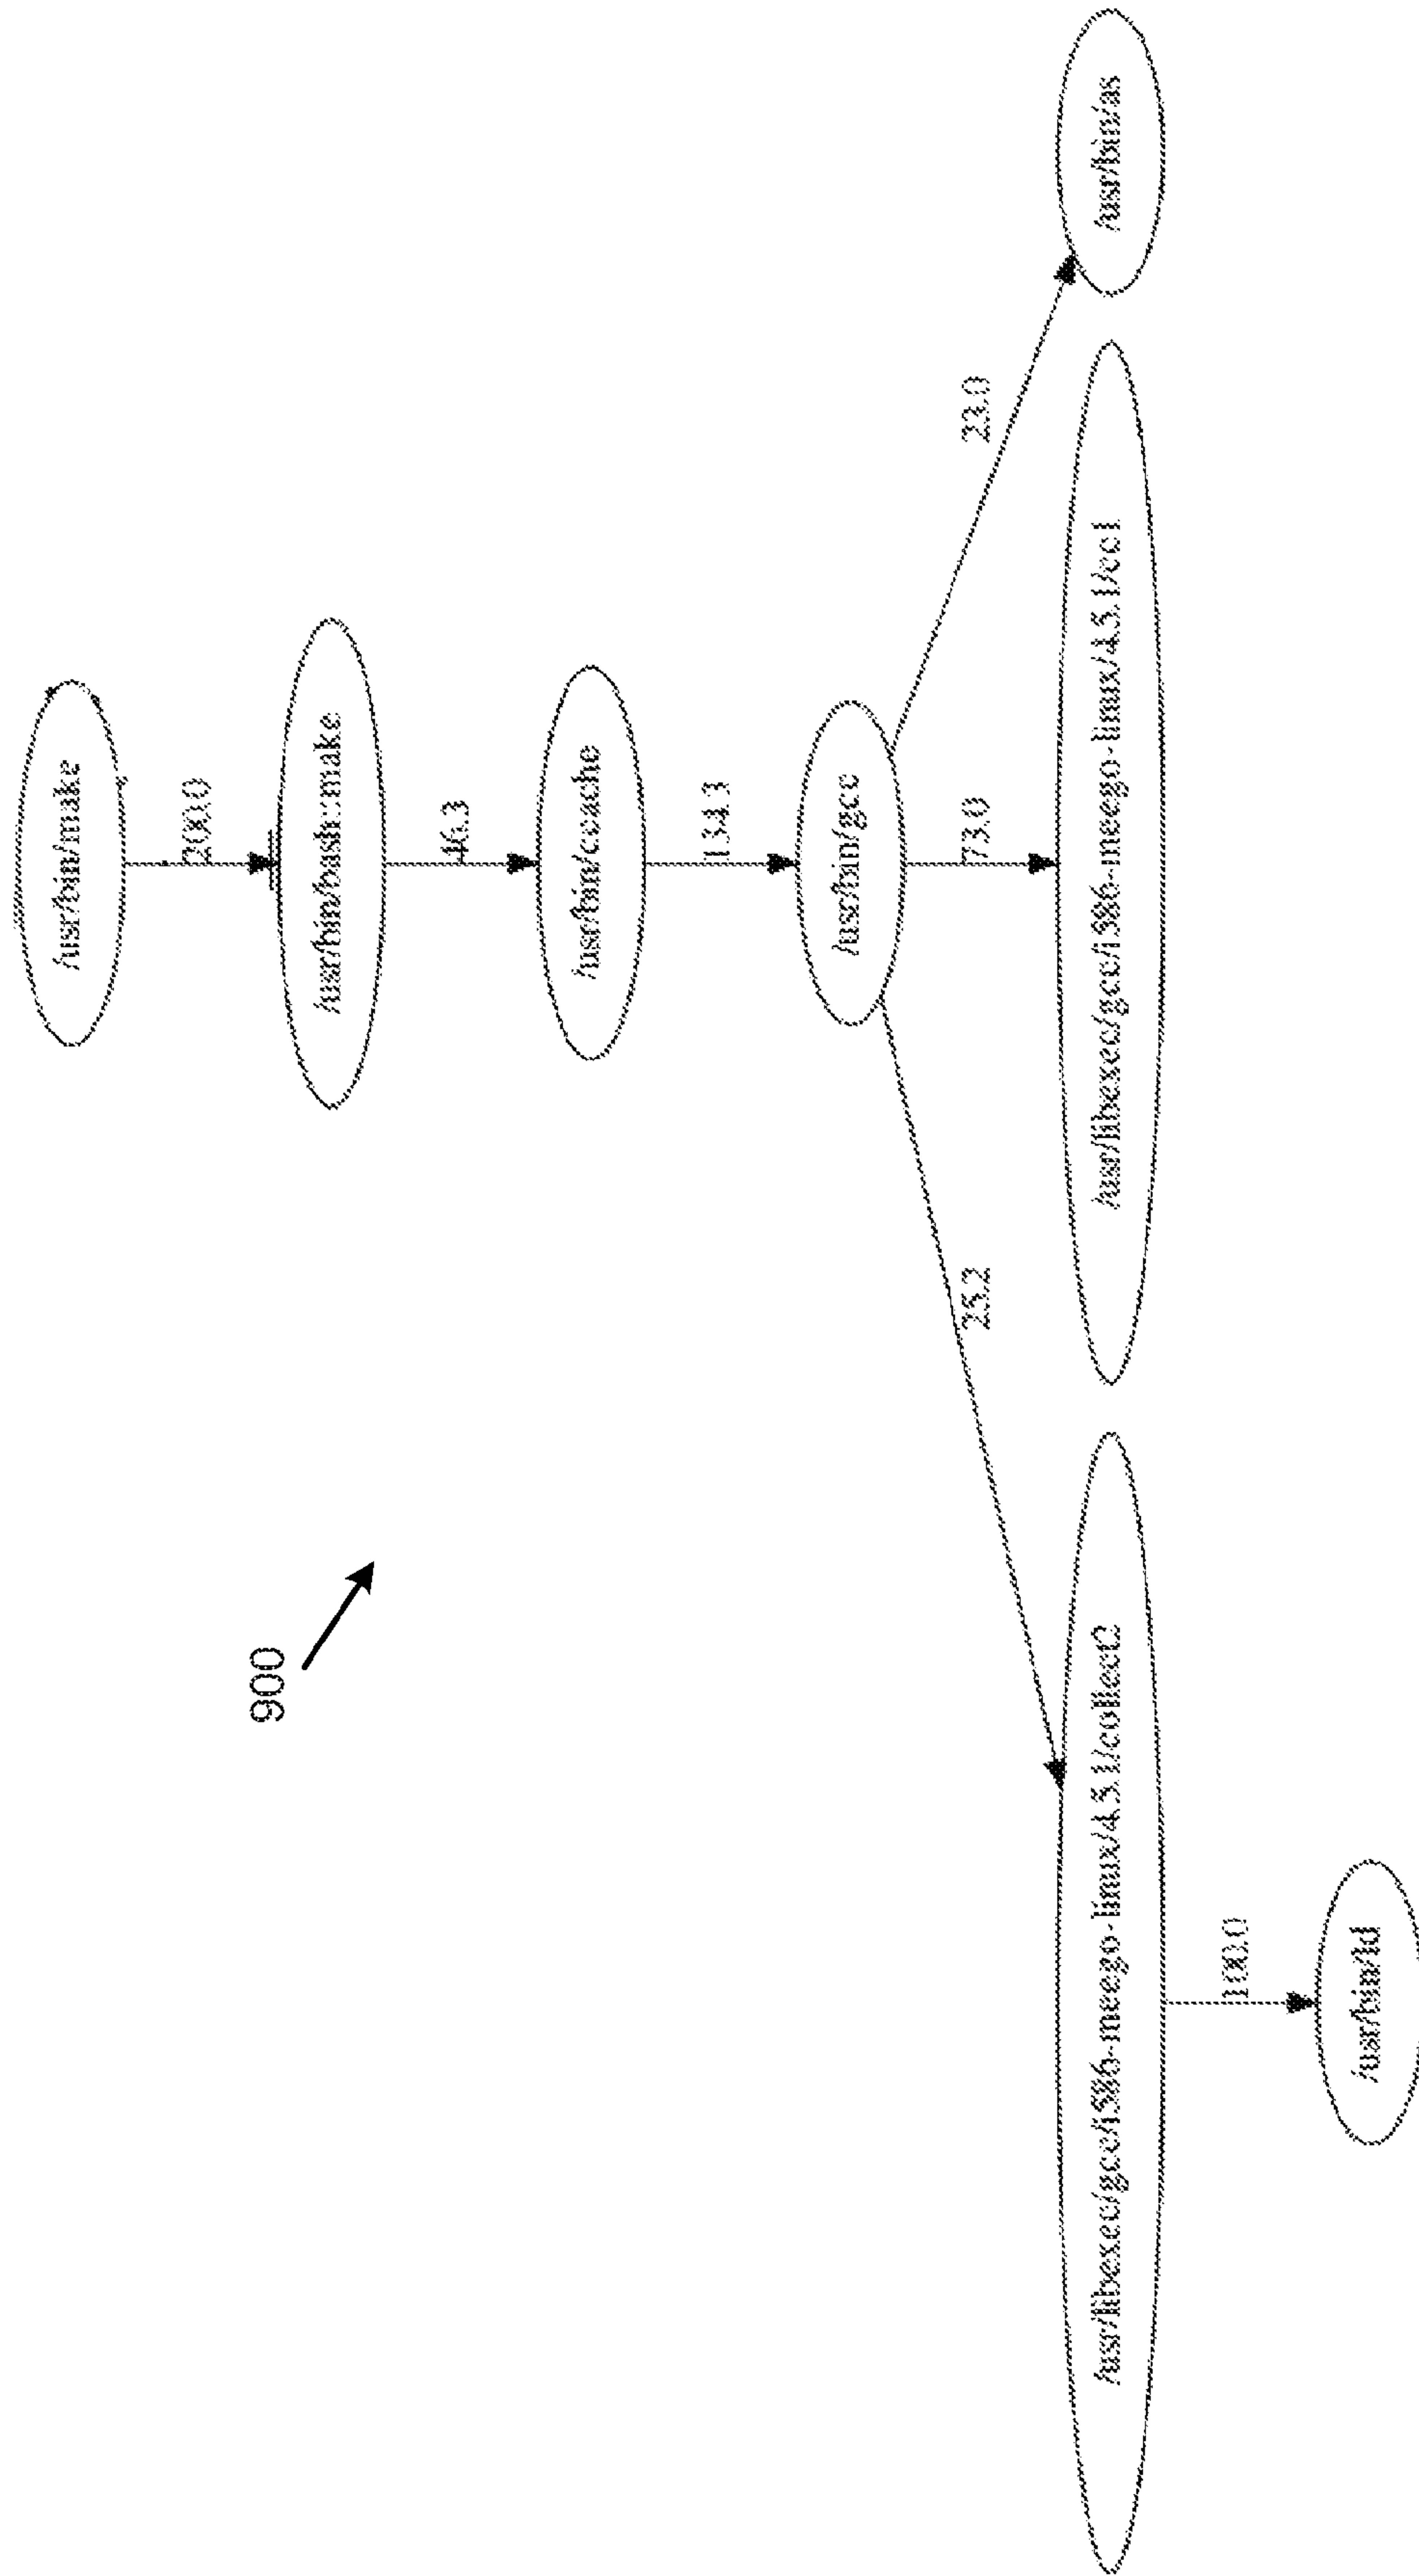 900
/usr/bin/make
200.0
/usr/bin/bash::make
46.3
/usr/bin/ccache
134.3
/usr/bin/gcc
25.2
73.0
23.0
/usr/libexec/gcc/i586-meego-linux/4.5.1/collect2
/usr/libexec/gcc/i586-meego-linux/4.5.1/cc1
/usr/bin/as
100.0
/usr/bin/ld